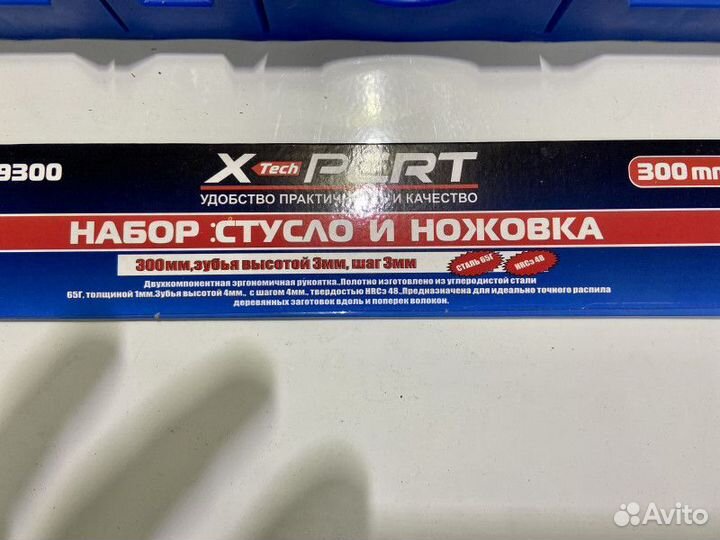 9300
X-Tech PERT
300 mm
УДОБСТВО ПРАКТИЧ И КАЧЕСТВО
НАБОР :СТУСЛО И НОЖОВКА
300мм,зубья высотой 3мм, шаг 3мм
СТАЛЬ 65Г
HRCэ 48
Двухкомпонентная эргономичная рукоятка.Полотно изготовлено из углеродистой стали
65Г, толщиной 1мм.Зубья высотой 4мм., с шагом 4мм., твердостью HRCэ 48.Предназначена для идеально точного распила
деревянных заготовок вдоль и поперек волокон.
Avito